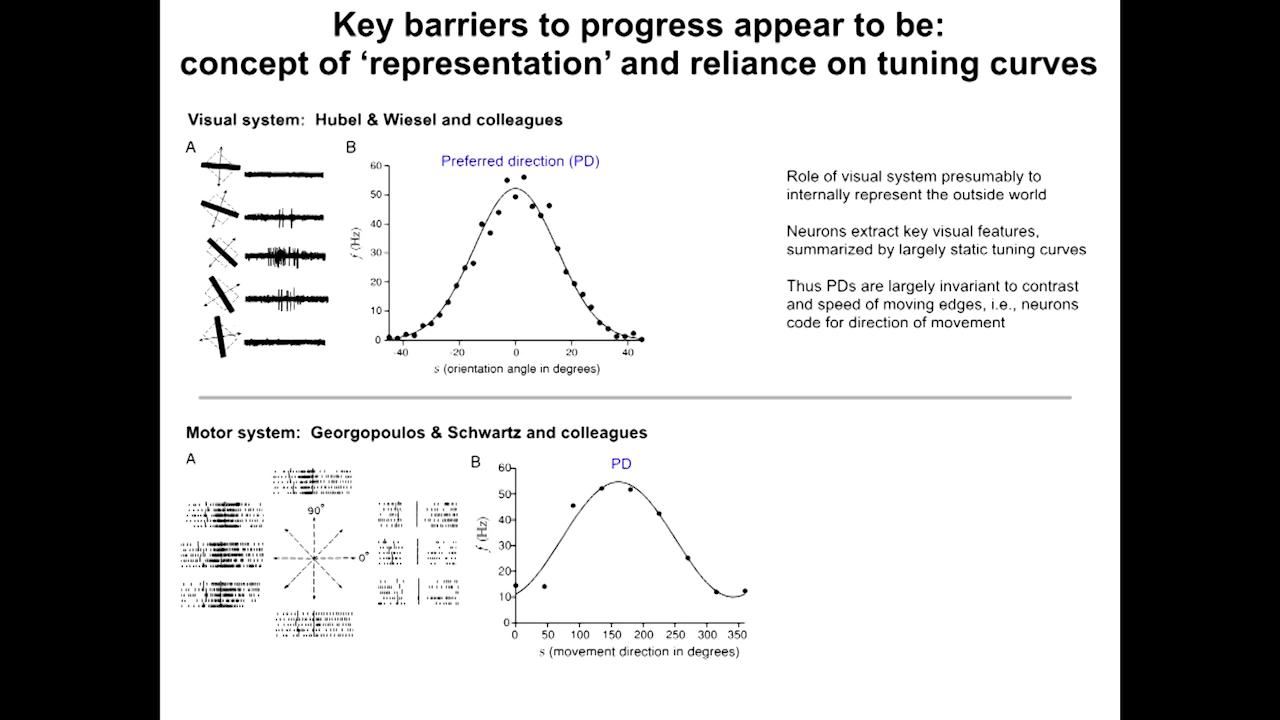 Key barriers to progress appear to be:
concept of ‘representation’ and reliance on tuning curves
Visual system: Hubel & Wiesel and colleagues
A
B
Preferred direction (PD)
60
50
40
30
20
10
0
f (Hz)
-40 -20 0 20 40
s (orientation angle in degrees)
Role of visual system presumably to
internally represent the outside world
Neurons extract key visual features,
summarized by largely static tuning curves
Thus PDs are largely invariant to contrast
and speed of moving edges, i.e., neurons
code for direction of movement
Motor system: Georgopoulos & Schwartz and colleagues
A
90°
0°
B
PD
60
50
40
30
20
10
0
f (Hz)
0 50 100 150 200 250 300 350
s (movement direction in degrees)